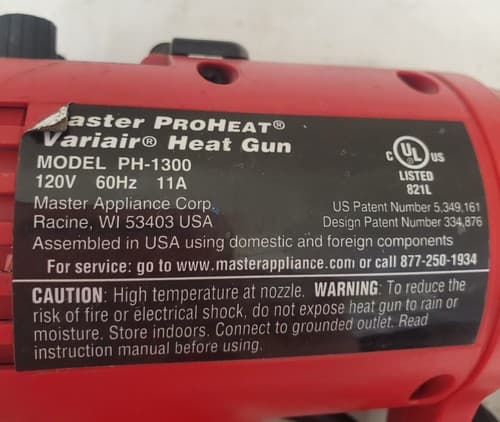 Master PROHEAT®
Variair® Heat Gun
MODEL PH-1300
120V 60Hz 11A
Master Appliance Corp.
Racine, WI 53403 USA
C UL US
LISTED
821L
US Patent Number 5,349,161
Design Patent Number 334,876
Assembled in USA using domestic and foreign components
For service: go to www.masterappliance.com or call 877-250-1934
CAUTION: High temperature at nozzle. WARNING: To reduce the
risk of fire or electrical shock, do not expose heat gun to rain or
moisture. Store indoors. Connect to grounded outlet. Read
instruction manual before using.